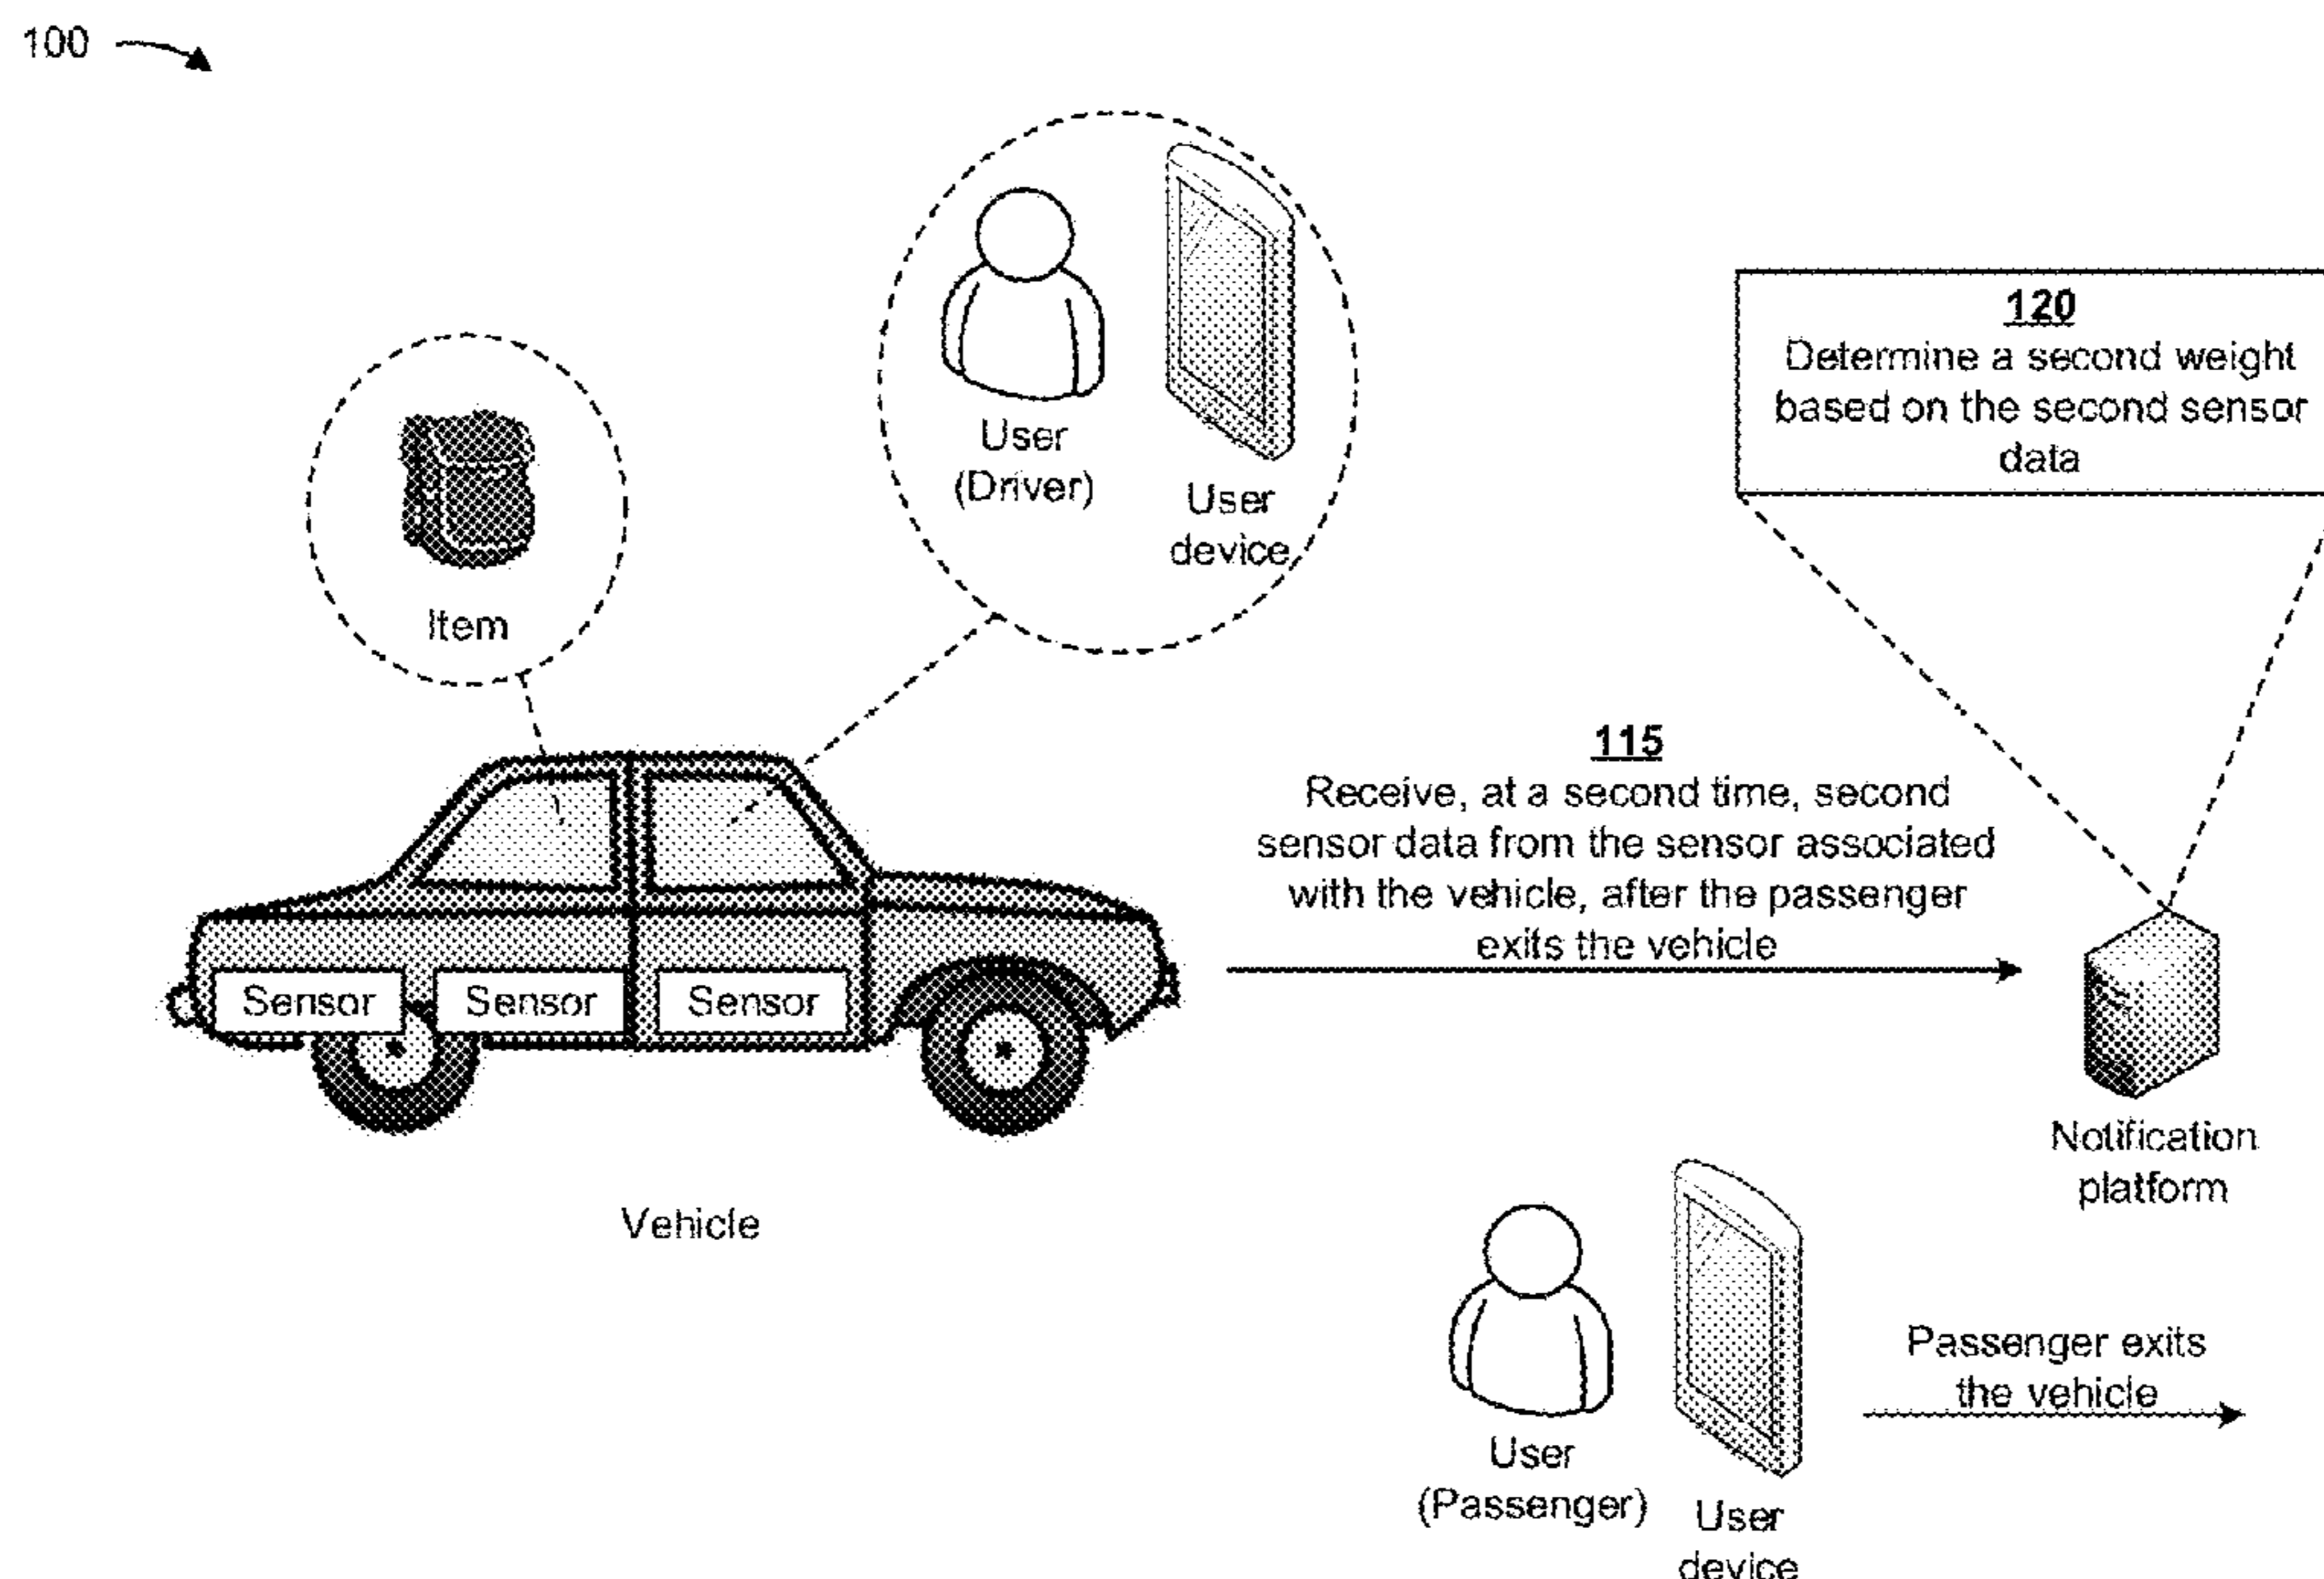 100
User
(Driver)
User
device
Item
120
Determine a second weight
based on the second sensor
data
115
Receive, at a second time, second
sensor data from the sensor associated
with the vehicle, after the passenger
exits the vehicle
Sensor
Sensor
Sensor
Vehicle
Notification
platform
User
(Passenger)
User
device
Passenger exits
the vehicle